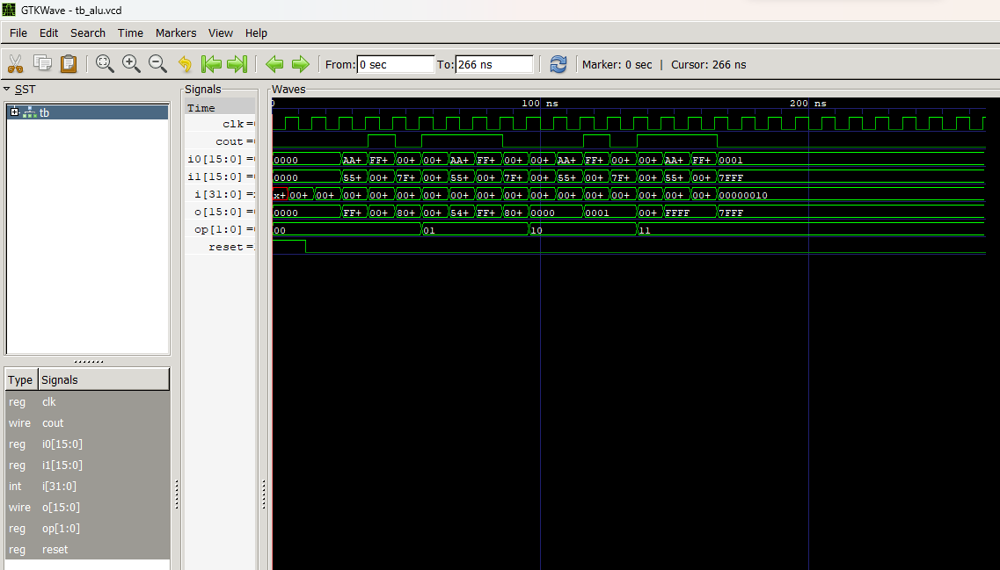 GTKWave - tb_alu.vcd
File Edit Search Time Markers View Help
From: 0 sec To: 266 ns Marker: 0 sec | Cursor: 266 ns
SST
tb
Type Signals
reg clk
wire cout
reg i0[15:0]
reg i1[15:0]
int i[31:0]
wire o[15:0]
reg op[1:0]
reg reset
Signals
Time
clk=
cout=
i0[15:0]=
i1[15:0]=
i[31:0]=
o[15:0]=
op[1:0]=
reset=
Waves
0 100 ns 200 ns
0000 AA+ FF+ 00+ 00+ AA+ FF+ 00+ 00+ AA+ FF+ 00+ 00+ AA+ FF+ 0001
0000 55+ 00+ 7F+ 00+ 55+ 00+ 7F+ 00+ 55+ 00+ 7F+ 00+ 55+ 00+ 7FFF
x+ 00+ 00+ 00+ 00+ 00+ 00+ 00+ 00+ 00+ 00+ 00+ 00+ 00+ 00+ 00+ 00+ 00000010
0000 FF+ 00+ 80+ 00+ 54+ FF+ 80+ 0000 0001 00+ FFFF 7FFF
00 01 10 11